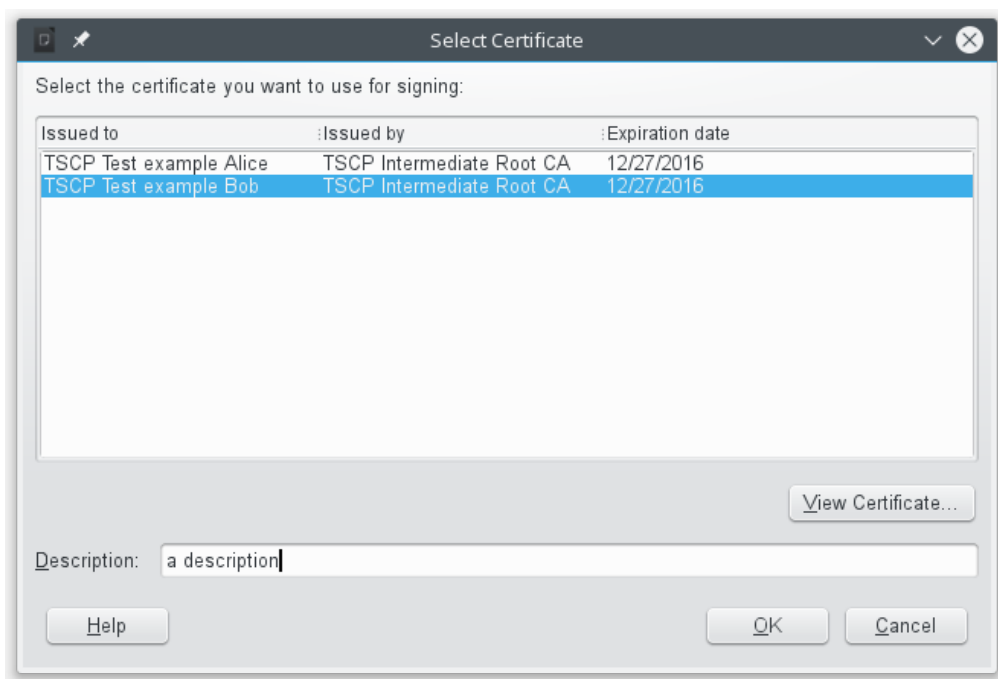 Select Certificate
Select the certificate you want to use for signing:
Issued to Issued by Expiration date
TSCP Test example Alice TSCP Intermediate Root CA 12/27/2016
TSCP Test example Bob TSCP Intermediate Root CA 12/27/2016
View Certificate...
Description: a description
Help OK Cancel